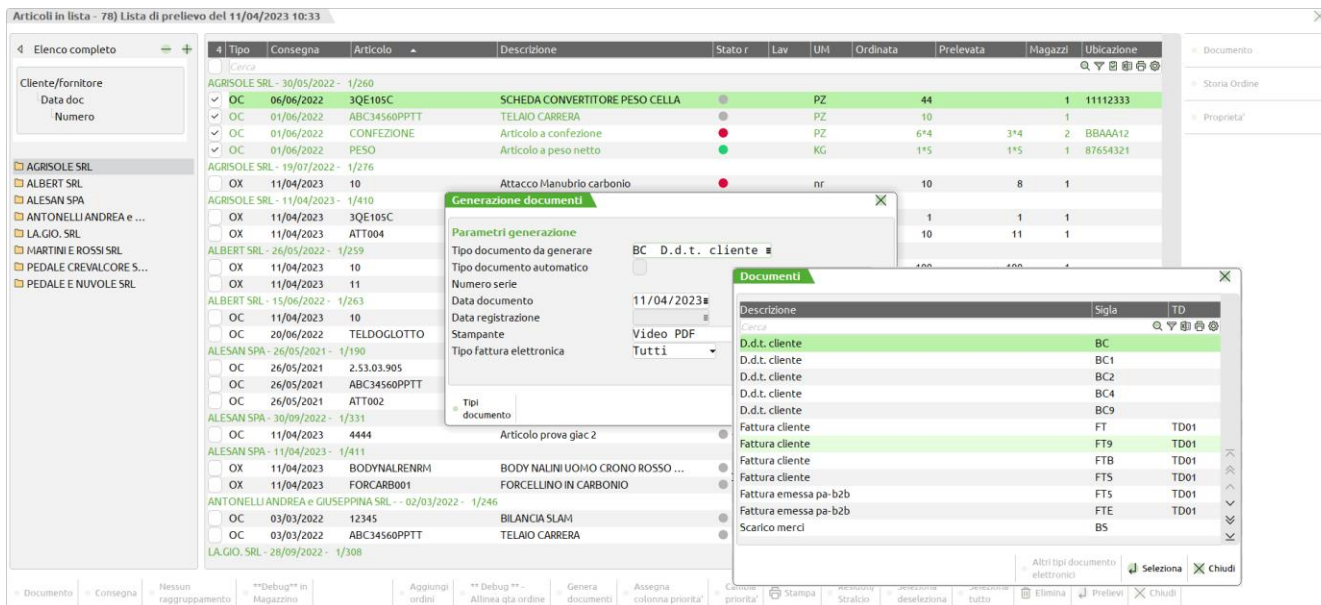 Articoli in lista - 78) Lista di prelievo del 11/04/2023 10:33
Elenco completo
Cliente/fornitore
Data doc
Numero
AGRISOLE SRL
ALBERT SRL
ALESAN SPA
ANTONELLI ANDREA e ...
LA.GIO. SRL
MARTINI E ROSSI SRL
PEDALE CREVALCORE S...
PEDALE E NUVOLE SRL
4 Tipo Consegna Articolo Descrizione Stato r Lav UM Ordinata Prelevata Magazzi Ubicazione
Cerca
AGRISOLE SRL - 30/05/2022 - 1/260
OC 06/06/2022 3QE105C SCHEDA CONVERTITORE PESO CELLA PZ 44 1 11112333
OC 01/06/2022 ABC34560PPTT TELAIO CARRERA PZ 10 1
OC 01/06/2022 CONFEZIONE Articolo a confezione PZ 6*4 3*4 2 BBAAA12
OC 01/06/2022 PESO Articolo a peso netto KG 1*5 1*5 1 87654321
AGRISOLE SRL - 19/07/2022 - 1/276
OX 11/04/2023 10 Attacco Manubrio carbonio nr 10 8 1
AGRISOLE SRL - 11/04/2023 - 1/410
OX 11/04/2023 3QE105C 1 1 1
OX 11/04/2023 ATT004 10 11 1
ALBERT SRL - 26/05/2022 - 1/259
OX 11/04/2023 10
OX 11/04/2023 11
ALBERT SRL - 15/06/2022 - 1/263
OC 11/04/2023 10
OC 20/06/2022 TELDOGLOTTO
ALESAN SPA - 26/05/2021 - 1/190
OC 26/05/2021 2.53.03.905
OC 26/05/2021 ABC34560PPTT
OC 26/05/2021 ATT002
ALESAN SPA - 30/09/2022 - 1/331
OC 11/04/2023 4444 Articolo prova giac 2
ALESAN SPA - 11/04/2023 - 1/411
OX 11/04/2023 BODYNALRENRM BODY NALINI UOMO CRONO ROSSO ...
OX 11/04/2023 FORCARB001 FORCELLINO IN CARBONIO
ANTONELLI ANDREA e GIUSEPPINA SRL - - 02/03/2022 - 1/246
OC 03/03/2022 12345 BILANCIA SLAM
OC 03/03/2022 ABC34560PPTT TELAIO CARRERA
LA.GIO. SRL - 28/09/2022 - 1/308
Documento
Storia Ordine
Proprieta'
Generazione documenti
Parametri generazione
Tipo documento da generare BC D.d.t. cliente
Tipo documento automatico
Numero serie
Data documento 11/04/2023
Data registrazione
Stampante Video PDF
Tipo fattura elettronica Tutti
Tipi
documento
Documenti
Descrizione Sigla TD
Cerca
D.d.t. cliente BC
D.d.t. cliente BC1
D.d.t. cliente BC2
D.d.t. cliente BC4
D.d.t. cliente BC9
Fattura cliente FT TD01
Fattura cliente FT9 TD01
Fattura cliente FTB TD01
Fattura cliente FTS TD01
Fattura emessa pa-b2b FT5 TD01
Fattura emessa pa-b2b FTE TD01
Scarico merci BS
Altri tipi documento
elettronici
Seleziona
Chiudi
Documento
Consegna
Nessun
raggruppamento
**Debug** in
Magazzino
Aggiungi
ordini
** Debug ** -
Allinea qta ordine
Genera
documenti
Assegna
colonna priorita'
Cambia
priorita'
Stampa
Stralcio
deseleziona
tutto
Elimina
Prelievi
Chiudi